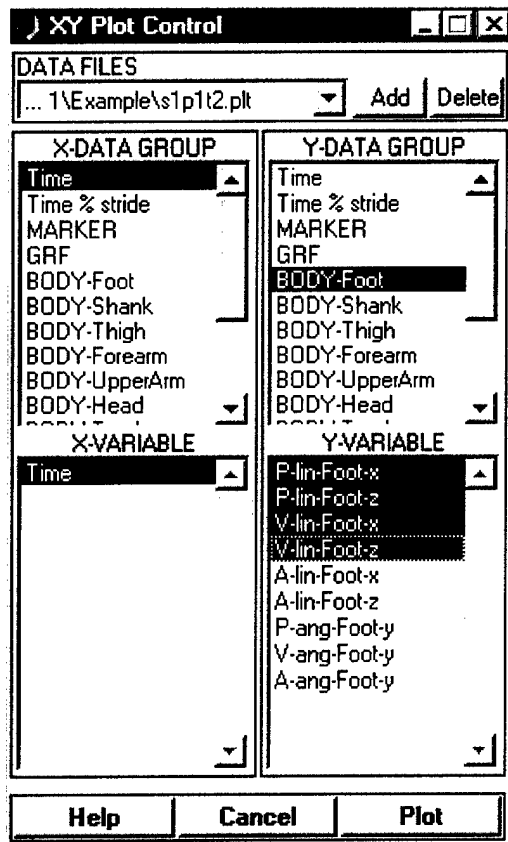 XY Plot Control
DATA FILES
... 1\Example\s1p1t2.plt
Add
Delete
X-DATA GROUP
Time
Time % stride
MARKER
GRF
BODY-Foot
BODY-Shank
BODY-Thigh
BODY-Forearm
BODY-UpperArm
BODY-Head
Y-DATA GROUP
Time
Time % stride
MARKER
GRF
BODY-Foot
BODY-Shank
BODY-Thigh
BODY-Forearm
BODY-UpperArm
BODY-Head
X-VARIABLE
Time
Y-VARIABLE
P-lin-Foot-x
P-lin-Foot-z
V-lin-Foot-x
V-lin-Foot-z
A-lin-Foot-x
A-lin-Foot-z
P-ang-Foot-y
V-ang-Foot-y
A-ang-Foot-y
Help
Cancel
Plot